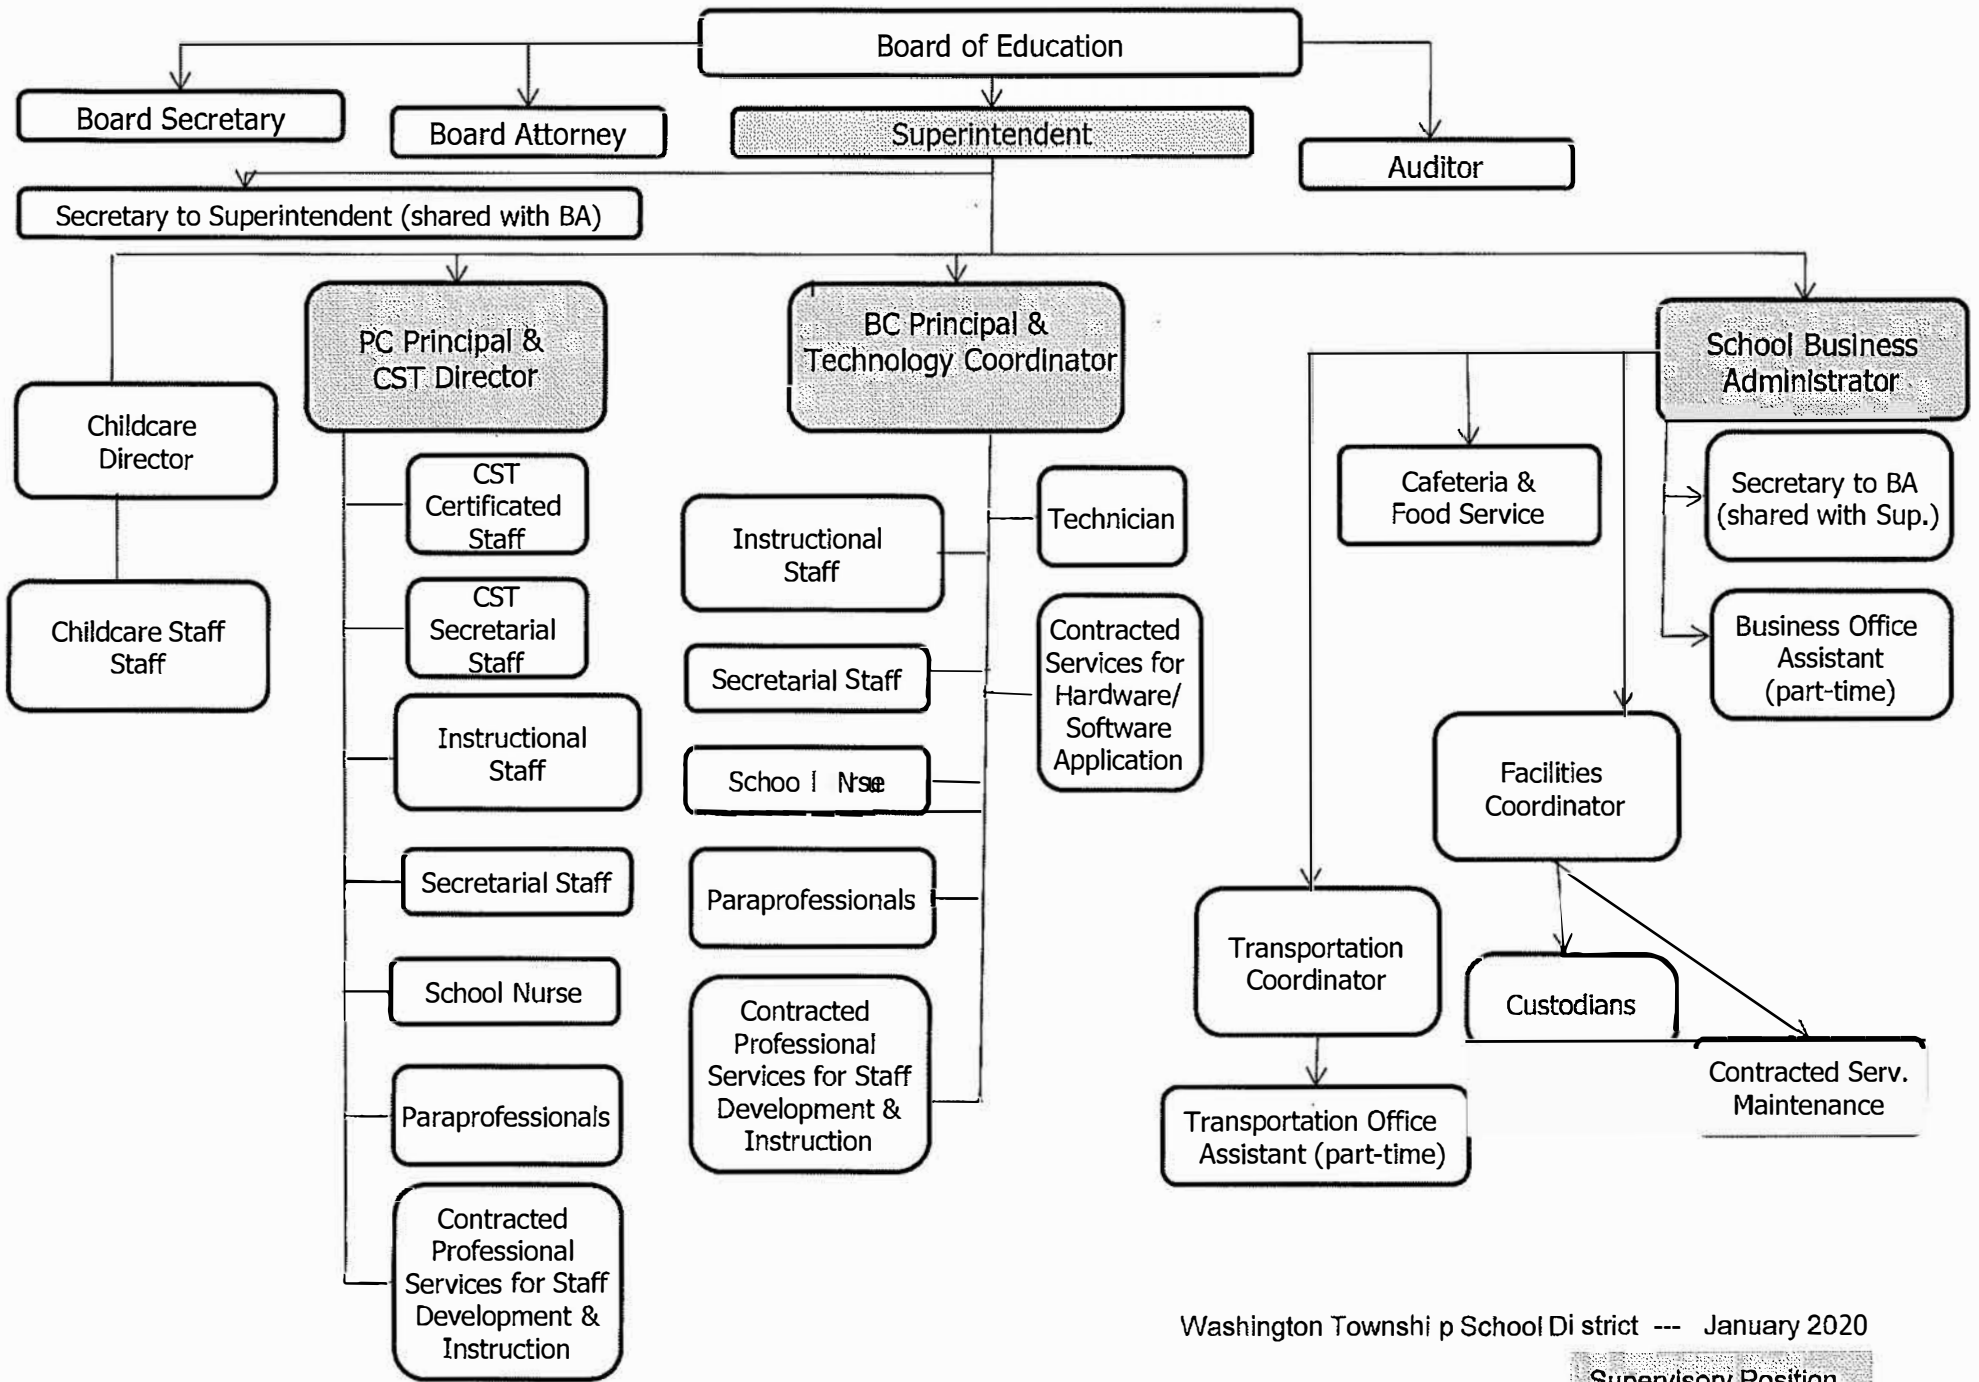 Board of Education
Board Secretary
Board Attorney
Superintendent
Auditor
Secretary to Superintendent (shared with BA)
PC Principal &
CST Director
BC Principal &
Technology Coordinator
School Business
Administrator
Childcare
Director
Childcare Staff
Staff
CST
Certificated
Staff
CST
Secretarial
Staff
Instructional
Staff
Secretarial Staff
School Nurse
Paraprofessionals
Contracted
Professional
Services for Staff
Development &
Instruction
Instructional
Staff
Secretarial Staff
Schoo l Nrsue
Paraprofessionals
Contracted
Professional
Services for Staff
Development &
Instruction
Technician
Contracted
Services for
Hardware/
Software
Application
Cafeteria &
Food Service
Secretary to BA
(shared with Sup.)
Business Office
Assistant
(part-time)
Facilities
Coordinator
Transportation
Coordinator
Custodians
Contracted Serv.
Maintenance
Transportation Office
Assistant (part-time)
Washington Townshi p School Di strict --- January 2020
Supervisory Position